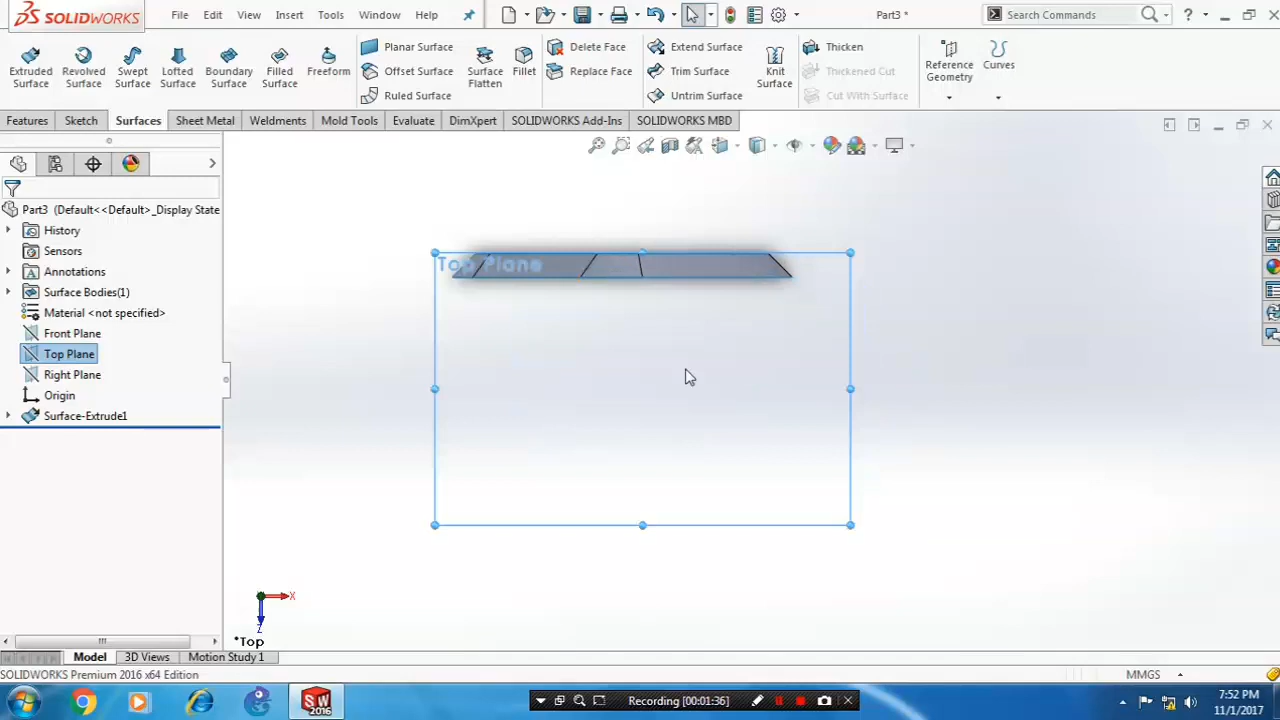 SOLIDWORKS File Edit View Insert Tools Window Help Part3 * Search Commands ?
Extruded Surface
Revolved Surface
Swept Surface
Lofted Surface
Boundary Surface
Filled Surface
Freeform
Planar Surface
Offset Surface
Ruled Surface
Surface Flatten
Fillet
Delete Face
Replace Face
Extend Surface
Trim Surface
Untrim Surface
Knit Surface
Thicken
Thickened Cut
Cut With Surface
Reference Geometry
Curves
Features Sketch Surfaces Sheet Metal Weldments Mold Tools Evaluate DimXpert SOLIDWORKS Add-Ins SOLIDWORKS MBD
Part3 (Default<<Default>_Display State
History
Sensors
Annotations
Surface Bodies(1)
Material <not specified>
Front Plane
Top Plane
Right Plane
Origin
Surface-Extrude1
Top Plane
X
Z
*Top
Model 3D Views Motion Study 1
SOLIDWORKS Premium 2016 x64 Edition MMGS
SW 2016
Recording [00:01:36]
7:52 PM
11/1/2017